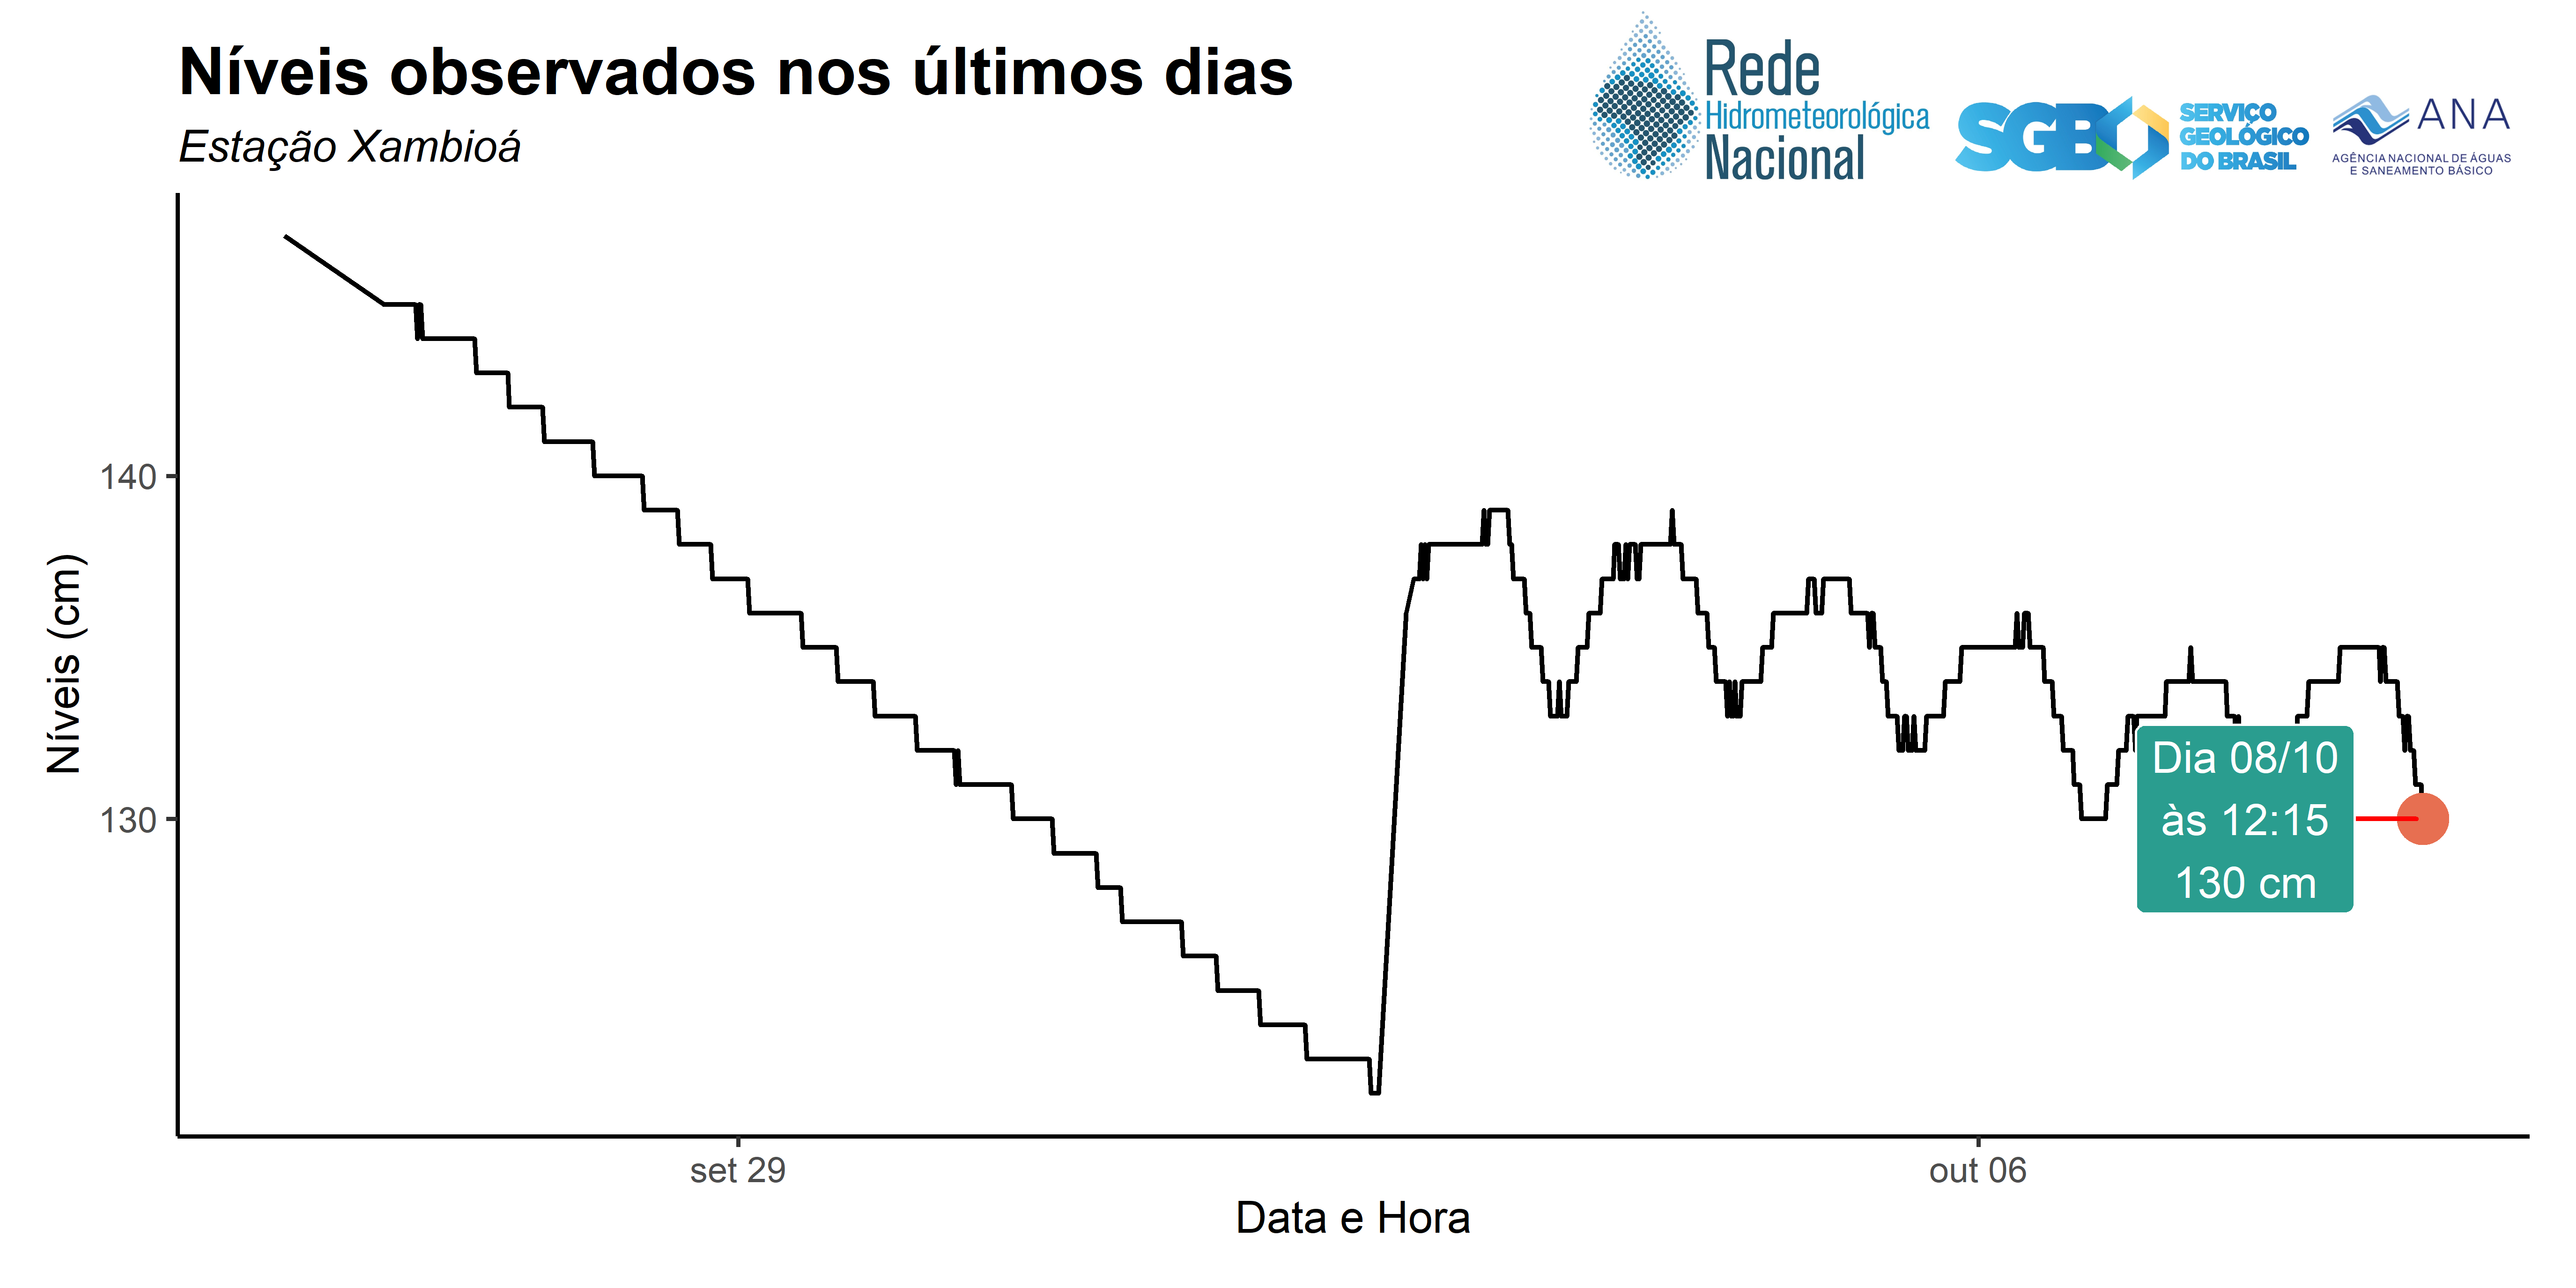 Níveis observados nos últimos dias
Estação Xambioá
Rede
Hidrometeorológica
Nacional
SGB
SERVIÇO
GEOLÓGICO
DO BRASIL
ANA
AGÊNCIA NACIONAL DE ÁGUAS
E SANEAMENTO BÁSICO
Níveis (cm)
140
130
Dia 08/10
às 12:15
130 cm
set 29
out 06
Data e Hora